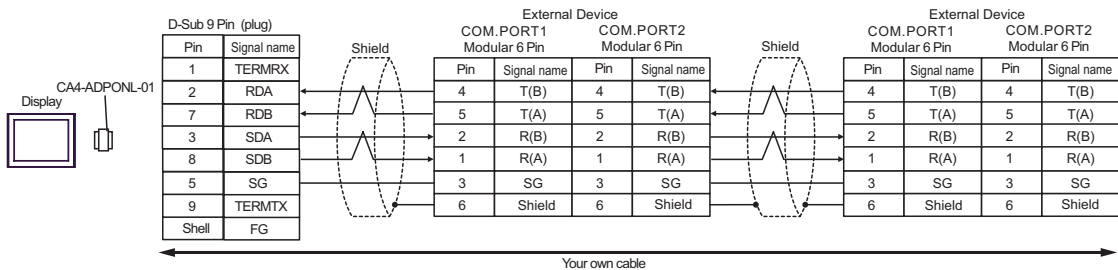 External Device
External Device
D-Sub 9 Pin (plug)
COM.PORT1 COM.PORT2
COM.PORT1 COM.PORT2
Modular 6 Pin Modular 6 Pin
Modular 6 Pin Modular 6 Pin
Pin Signal name Shield Pin Signal name Pin Signal name Shield Pin Signal name Pin Signal name
1 TERMRX
CA4-ADPONL-01
Display
2 RDA 4 T(B) 4 T(B) 4 T(B) 4 T(B)
7 RDB 5 T(A) 5 T(A) 5 T(A) 5 T(A)
3 SDA 2 R(B) 2 R(B) 2 R(B) 2 R(B)
8 SDB 1 R(A) 1 R(A) 1 R(A) 1 R(A)
5 SG 3 SG 3 SG 3 SG 3 SG
9 TERMTX 6 Shield 6 Shield 6 Shield 6 Shield
Shell FG
Your own cable